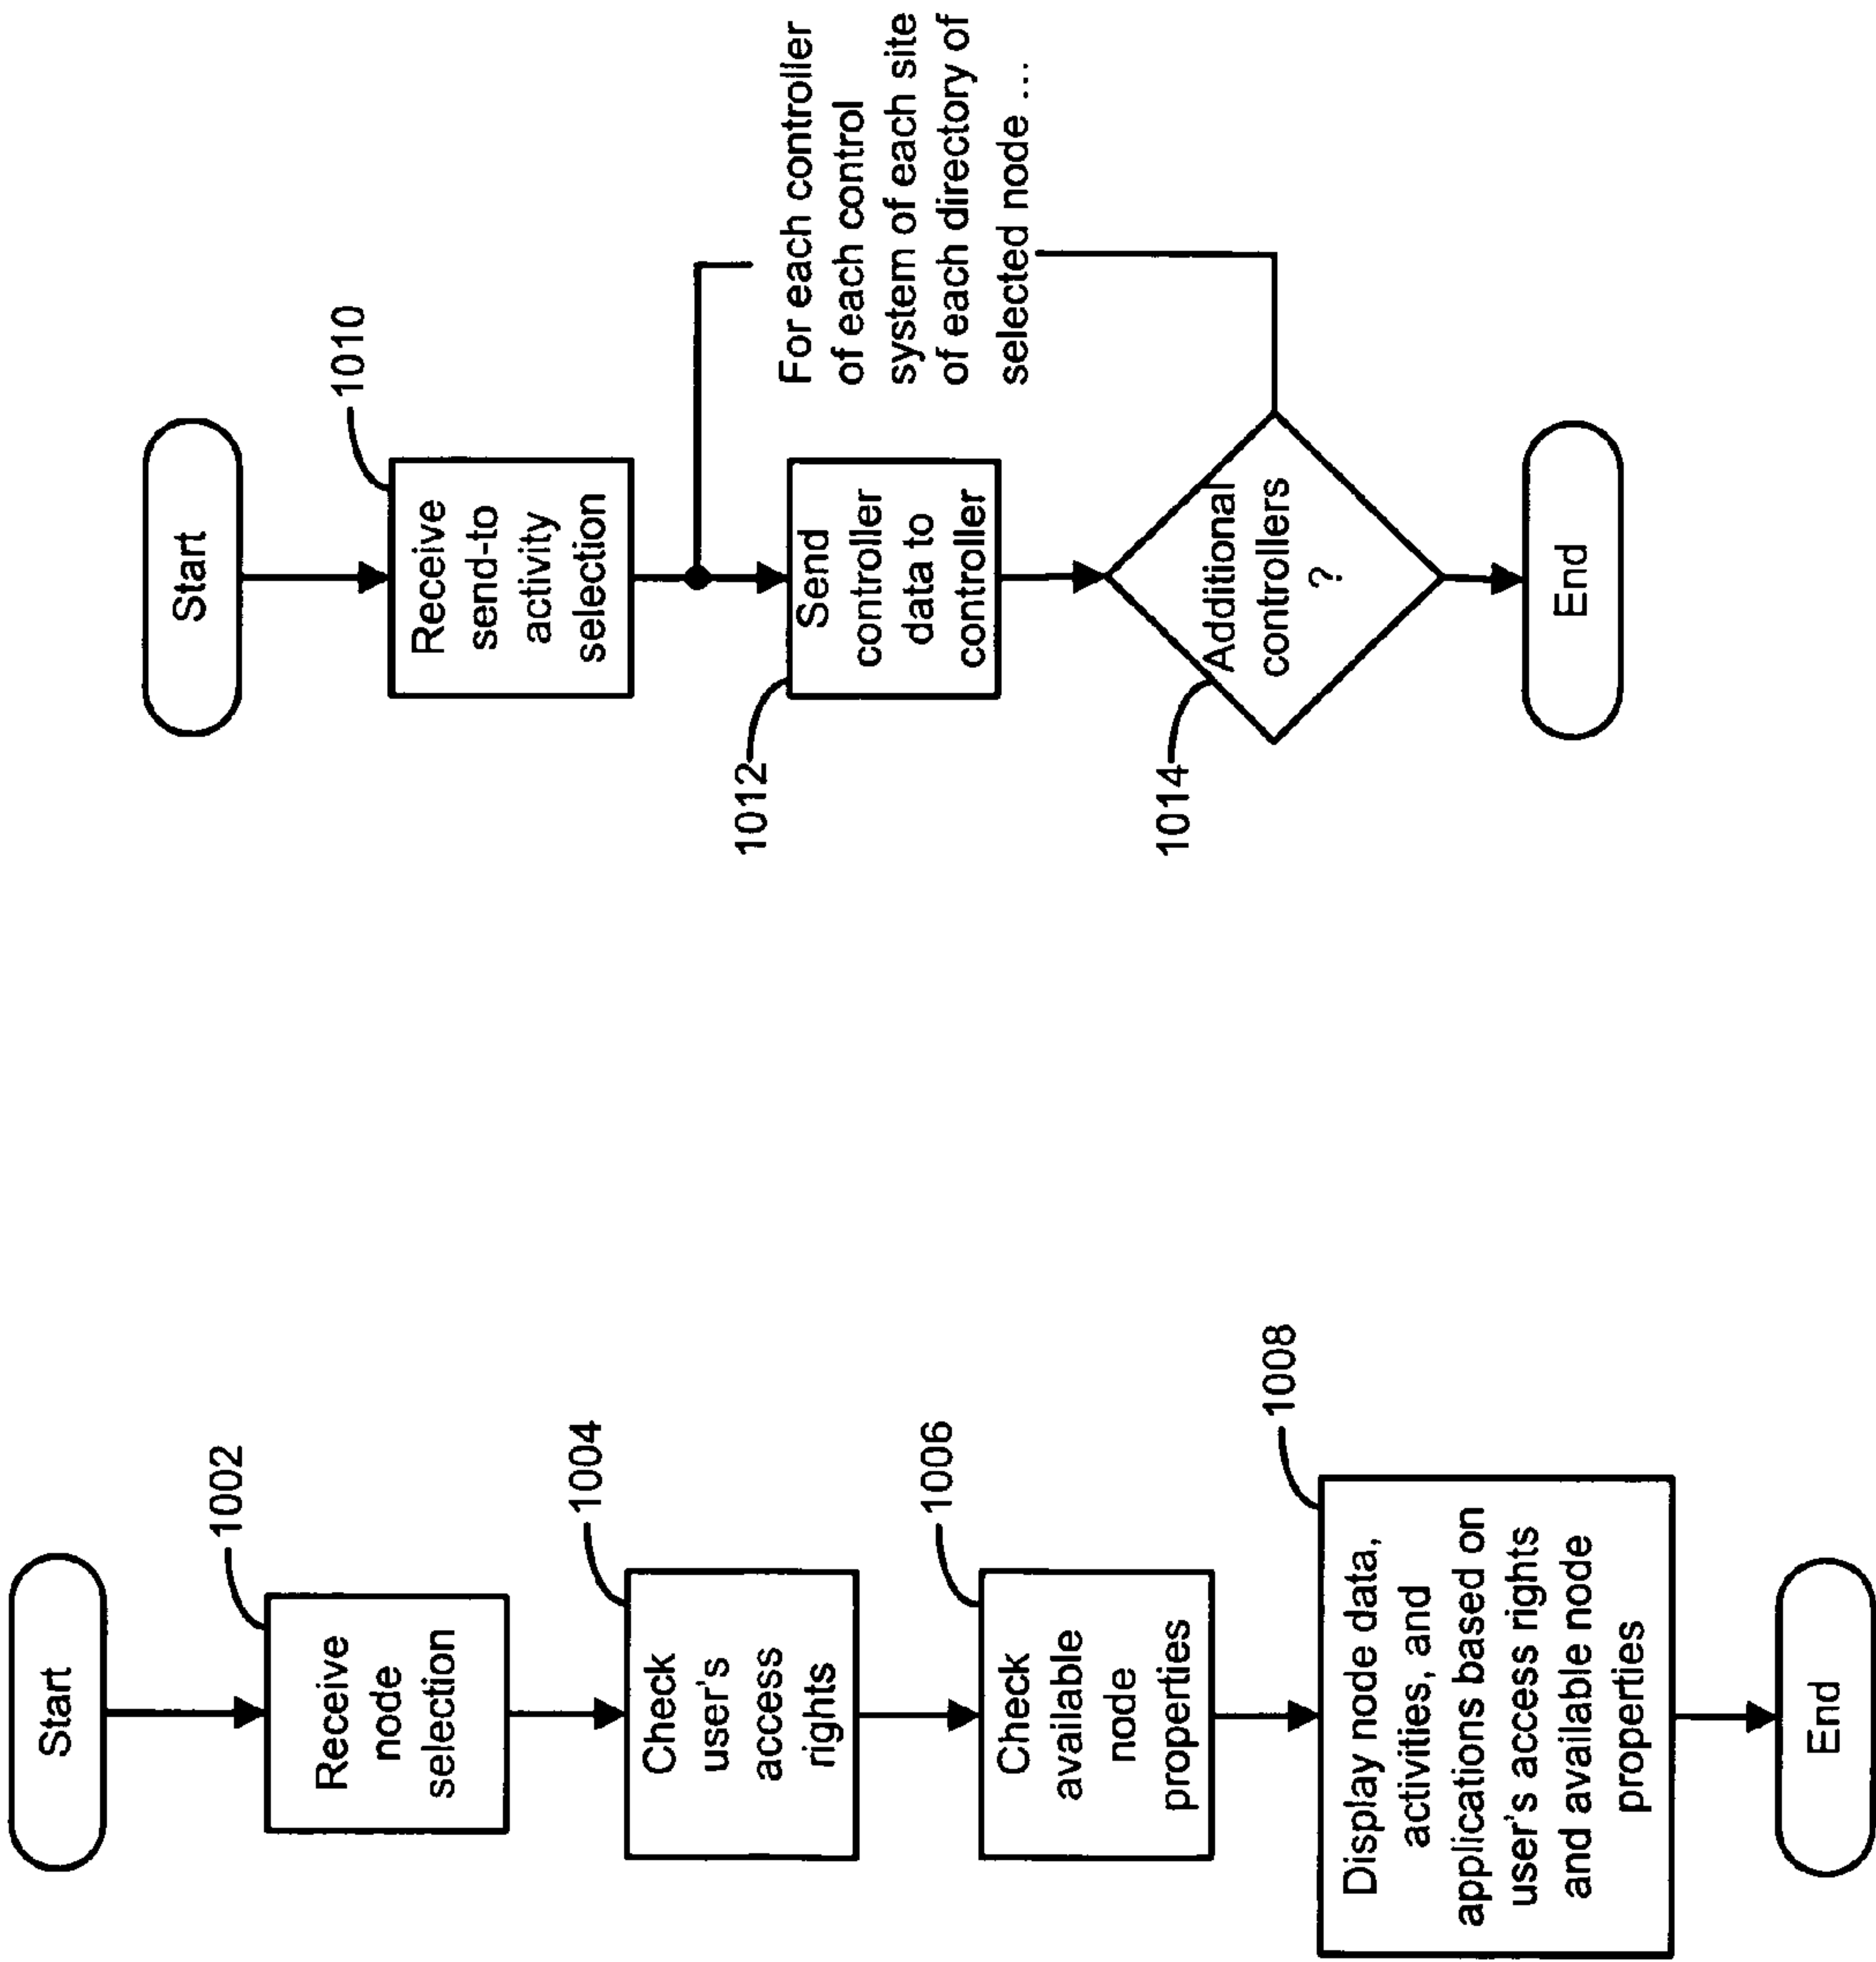 Start
1002
Receive
node
selection
1004
Check
user's
access
rights
1006
Check
available
node
properties
1008
Display node data,
activities, and
applications based on
user's access rights
and available node
properties
End
Start
1010
Receive
send-to
activity
selection
For each controller
of each control
system of each site
of each directory of
selected node ...
1012
Send
controller
data to
controller
1014
Additional
controllers
?
End